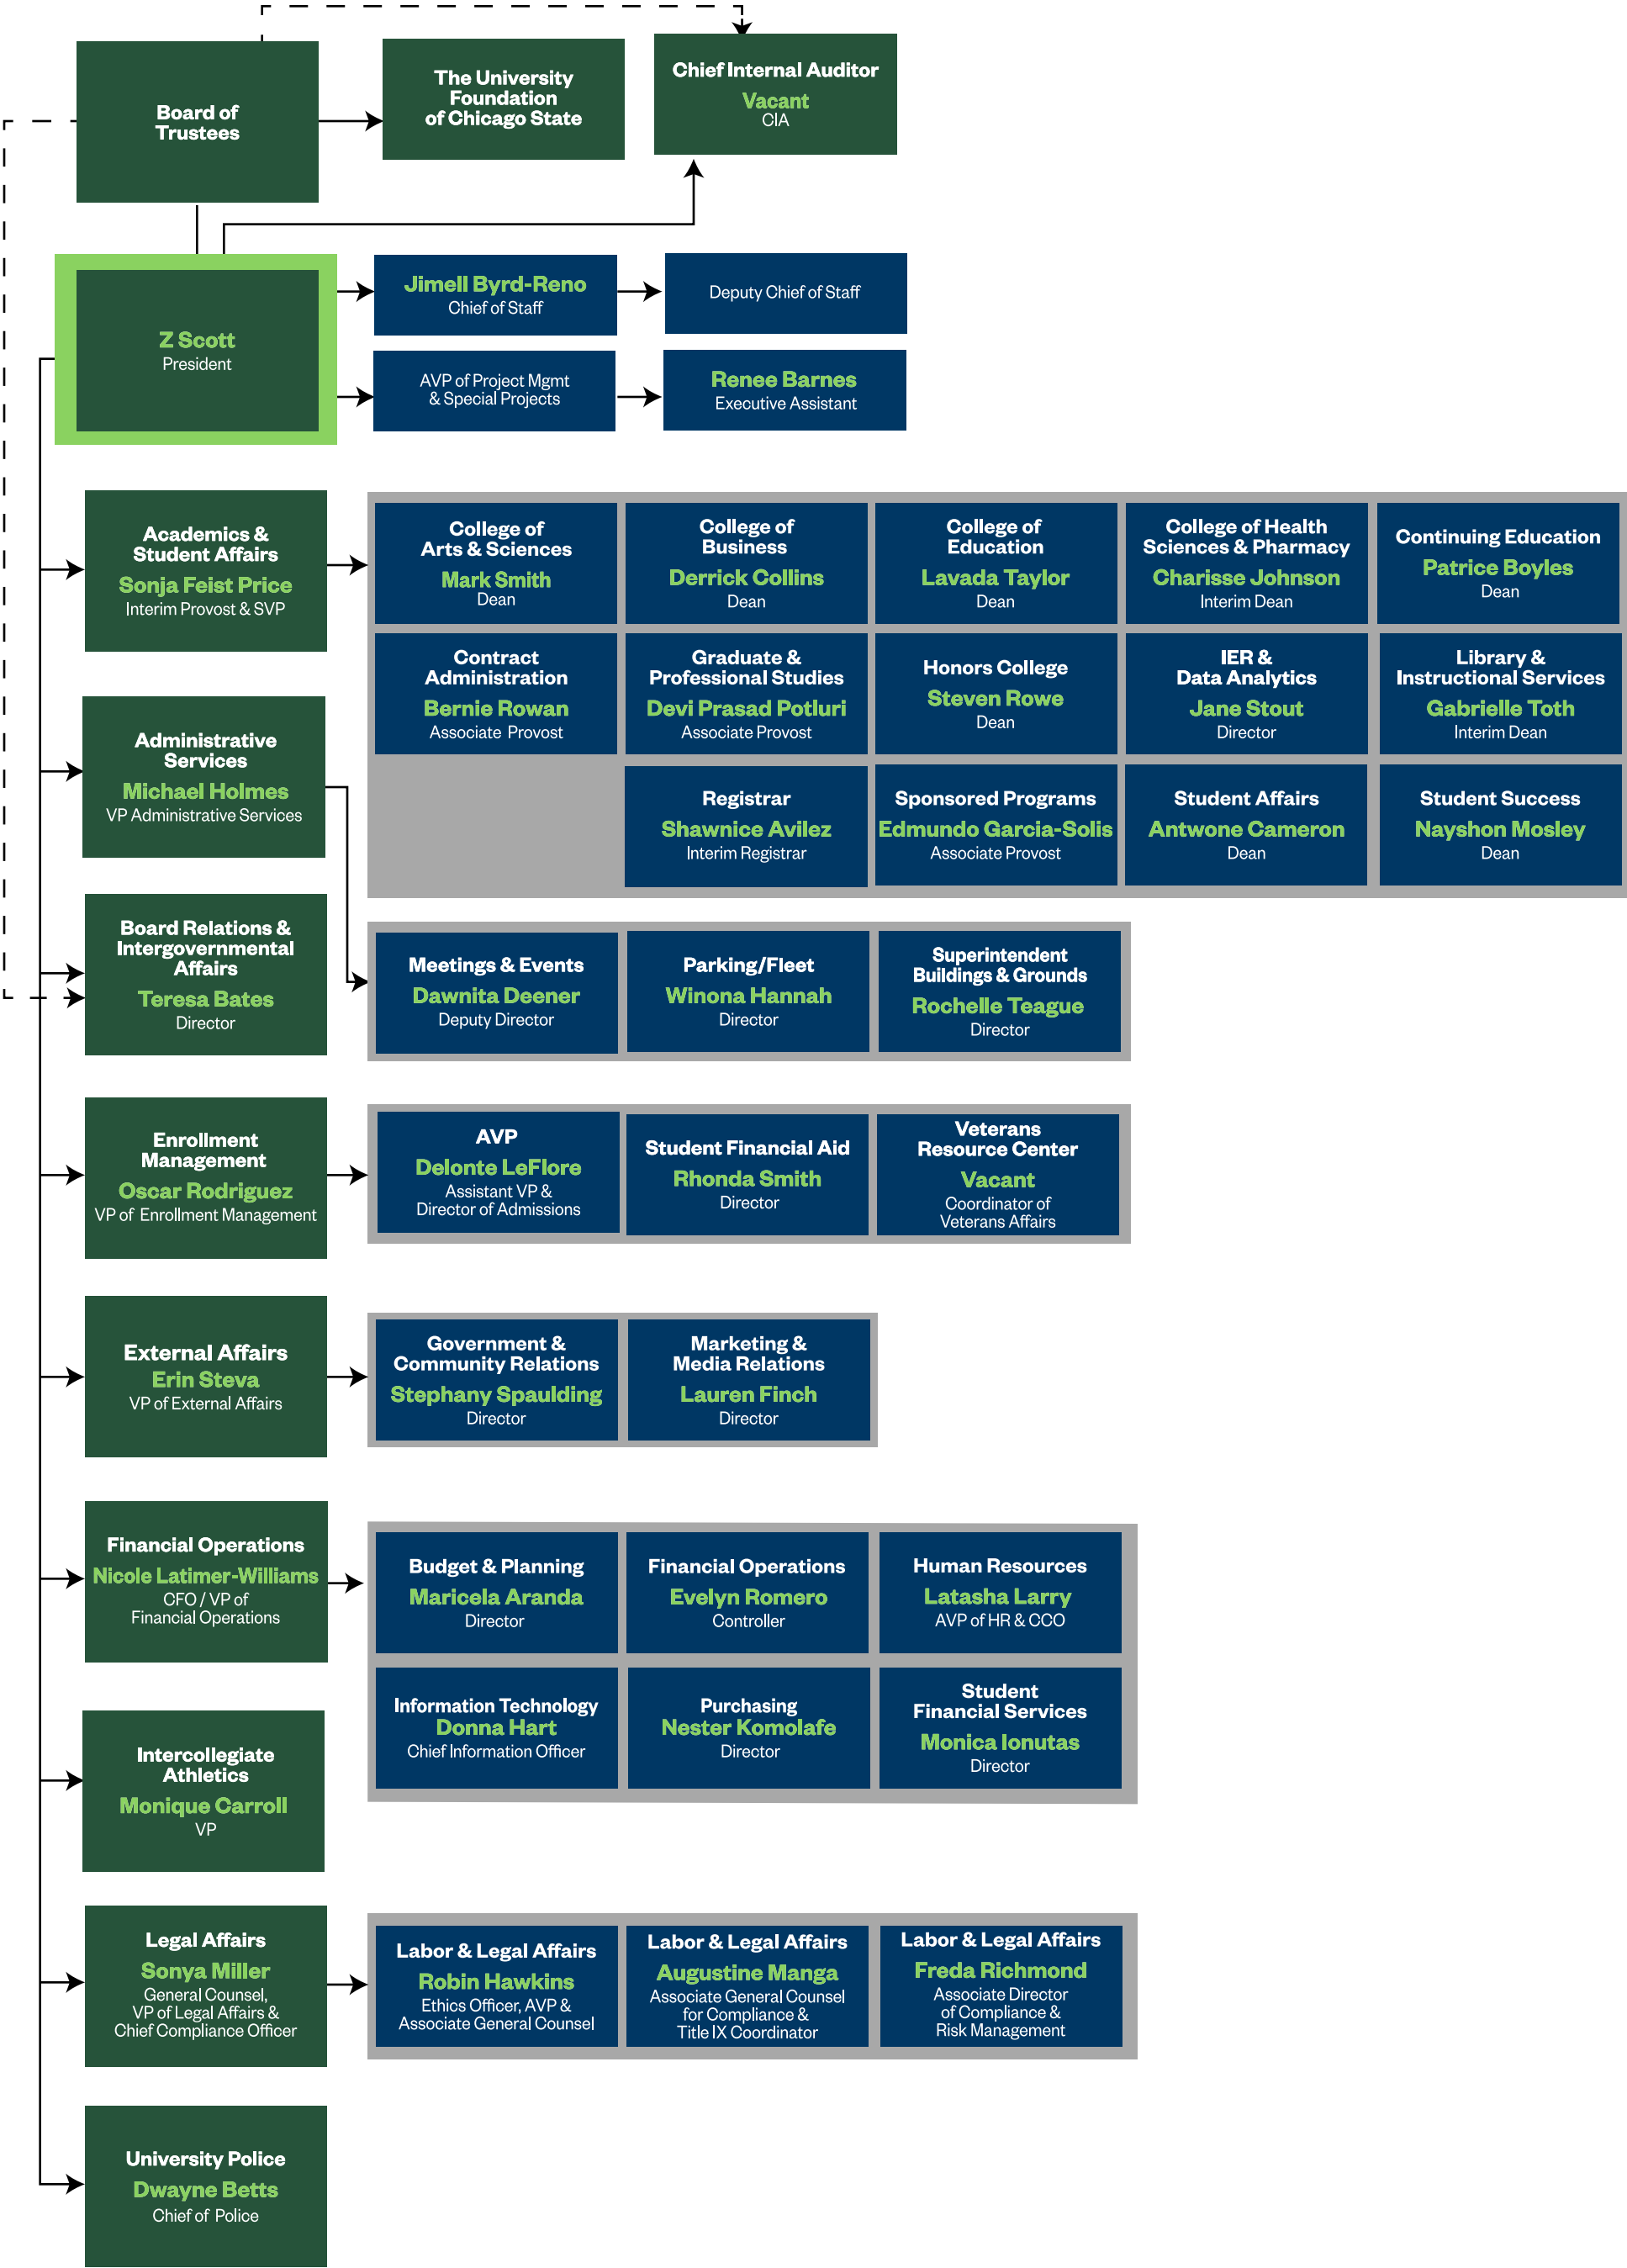 Board of
Trustees
The University
Foundation
of Chicago State
Chief Internal Auditor
Vacant
CIA
Z Scott
President
Jimell Byrd-Reno
Chief of Staff
Deputy Chief of Staff
AVP of Project Mgmt
& Special Projects
Renee Barnes
Executive Assistant
Academics &
Student Affairs
Sonja Feist Price
Interim Provost & SVP
College of
Arts & Sciences
Mark Smith
Dean
College of
Business
Derrick Collins
Dean
College of
Education
Lavada Taylor
Dean
College of Health
Sciences & Pharmacy
Charisse Johnson
Interim Dean
Continuing Education
Patrice Boyles
Dean
Contract
Administration
Bernie Rowan
Associate Provost
Graduate &
Professional Studies
Devi Prasad Potluri
Associate Provost
Honors College
Steven Rowe
Dean
IER &
Data Analytics
Jane Stout
Director
Library &
Instructional Services
Gabrielle Toth
Interim Dean
Registrar
Shawnice Avilez
Interim Registrar
Sponsored Programs
Edmundo Garcia-Solis
Associate Provost
Student Affairs
Antwone Cameron
Dean
Student Success
Nayshon Mosley
Dean
Administrative
Services
Michael Holmes
VP Administrative Services
Meetings & Events
Dawnita Deener
Deputy Director
Parking/Fleet
Winona Hannah
Director
Superintendent
Buildings & Grounds
Rochelle Teague
Director
Board Relations &
Intergovernmental
Affairs
Teresa Bates
Director
Enrollment
Management
Oscar Rodriguez
VP of Enrollment Management
AVP
Delonte LeFlore
Assistant VP &
Director of Admissions
Student Financial Aid
Rhonda Smith
Director
Veterans
Resource Center
Vacant
Coordinator of
Veterans Affairs
External Affairs
Erin Steva
VP of External Affairs
Government &
Community Relations
Stephany Spaulding
Director
Marketing &
Media Relations
Lauren Finch
Director
Financial Operations
Nicole Latimer-Williams
CFO / VP of
Financial Operations
Budget & Planning
Maricela Aranda
Director
Financial Operations
Evelyn Romero
Controller
Human Resources
Latasha Larry
AVP of HR & CCO
Information Technology
Donna Hart
Chief Information Officer
Purchasing
Nester Komolafe
Director
Student
Financial Services
Monica Ionutas
Director
Intercollegiate
Athletics
Monique Carroll
VP
Legal Affairs
Sonya Miller
General Counsel,
VP of Legal Affairs &
Chief Compliance Officer
Labor & Legal Affairs
Robin Hawkins
Ethics Officer, AVP &
Associate General Counsel
Labor & Legal Affairs
Augustine Manga
Associate General Counsel
for Compliance &
Title IX Coordinator
Labor & Legal Affairs
Freda Richmond
Associate Director
of Compliance &
Risk Management
University Police
Dwayne Betts
Chief of Police